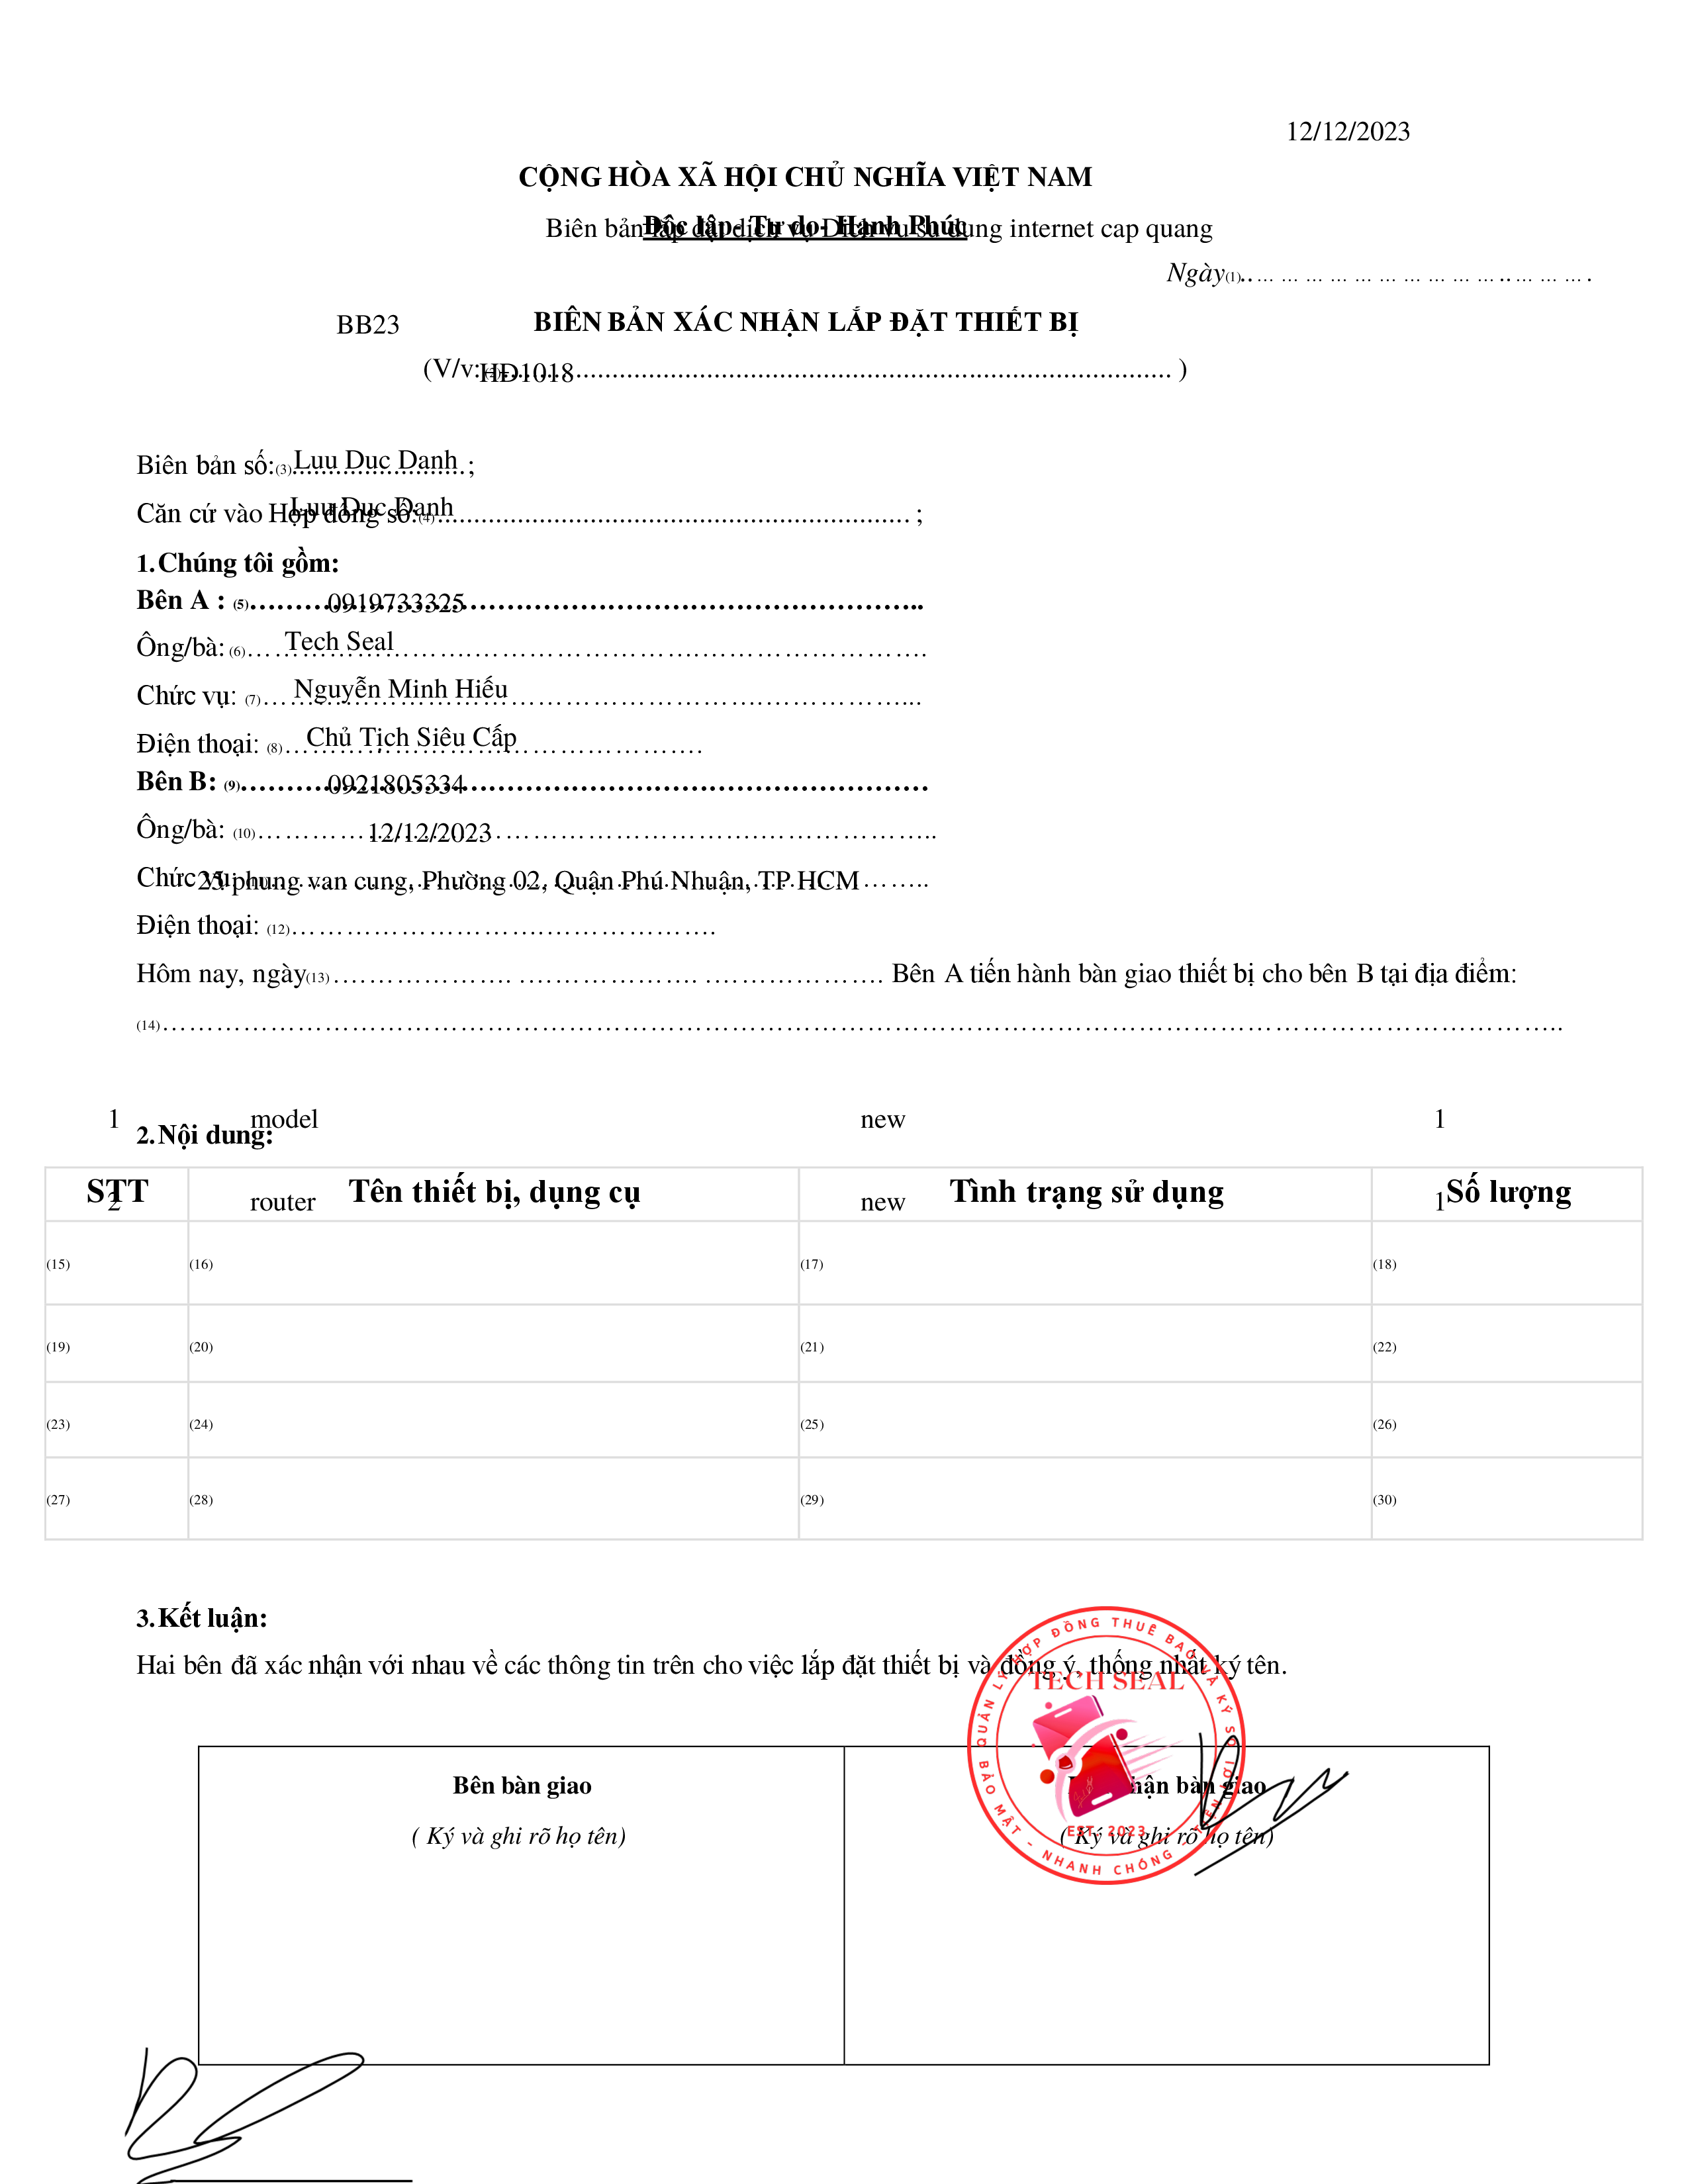 12/12/2023
CỘNG HÒA XÃ HỘI CHỦ NGHĨA VIỆT NAM
Độc lập- Tự do- Hạnh Phúc
Biên bản lắp đặt dịch vụ Dich vu su dung internet cap quang
Ngày(1)..… … … … … … … … … …..… … ….
BB23
BIÊN BẢN XÁC NHẬN LẮP ĐẶT THIẾT BỊ
(V/v: (2)................................................................ )
HD1018
Biên bản số:(3)........................ ;
Luu Duc Danh
Căn cứ vào Hợp đồng số:(4)................................................................. ;
Luu Duc Danh
1.Chúng tôi gồm:
Bên A : (5)………………………………………………………………..
0919733325
Ông/bà: (6)…………………….…………………….…………………….
Tech Seal
Chức vụ: (7)……………………………………………….……………...
Nguyễn Minh Hiếu
Điện thoại: (8)…………………….………………….
Chủ Tịch Siêu Cấp
Bên B: (9)…………………………………………………………………
0921805334
Ông/bà: (10)……………………….……………………….………………..
12/12/2023
Chức vụ: ………………………………………………………………..
25 phung van cung, Phường 02, Quận Phú Nhuận, TP HCM
Điện thoại: (12)……………………….……………….
Hôm nay, ngày(13)………………. ………………. ………………. Bên A tiến hành bàn giao thiết bị cho bên B tại địa điểm:
(14)……………………………………………………………………………………………………………………..
1 model new 1
2.Nội dung:
STT Tên thiết bị, dụng cụ Tình trạng sử dụng Số lượng
2 router new 1
(15) (16) (17) (18)
(19) (20) (21) (22)
(23) (24) (25) (26)
(27) (28) (29) (30)
3.Kết luận:
Hai bên đã xác nhận với nhau về các thông tin trên cho việc lắp đặt thiết bị và đồng ý, thống nhất ký tên.
QUẢN LÝ HỢP ĐỒNG THUÊ BAO VÀ KÝ SỐ
TECH SEAL
EST. 2023
BẢO MẬT - NHANH CHÓNG - TIỆN LỢI
Bên bàn giao
nhận bàn giao
( Ký và ghi rõ họ tên)
( Ký và ghi rõ họ tên)